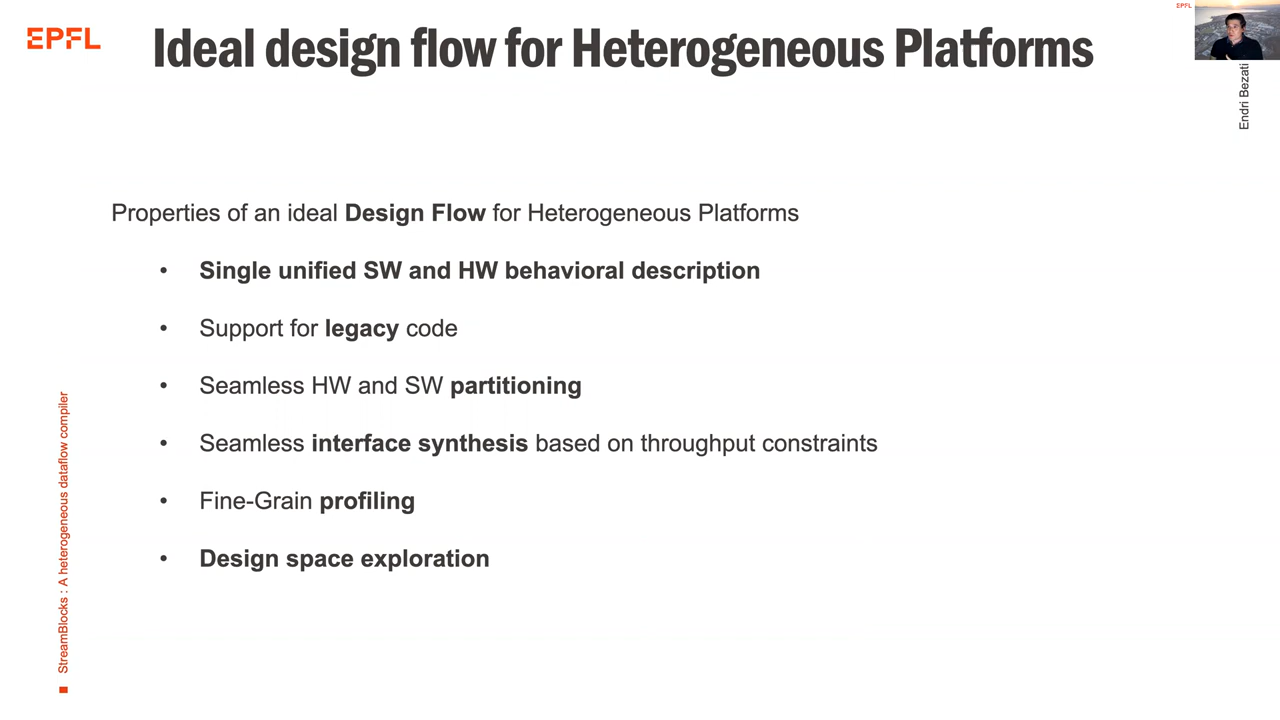 EPFL
Ideal design flow for Heterogeneous Platforms
EPFL
Endri Bezati
Properties of an ideal Design Flow for Heterogeneous Platforms
• Single unified SW and HW behavioral description
• Support for legacy code
• Seamless HW and SW partitioning
• Seamless interface synthesis based on throughput constraints
• Fine-Grain profiling
• Design space exploration
StreamBlocks : A heterogeneous dataflow compiler